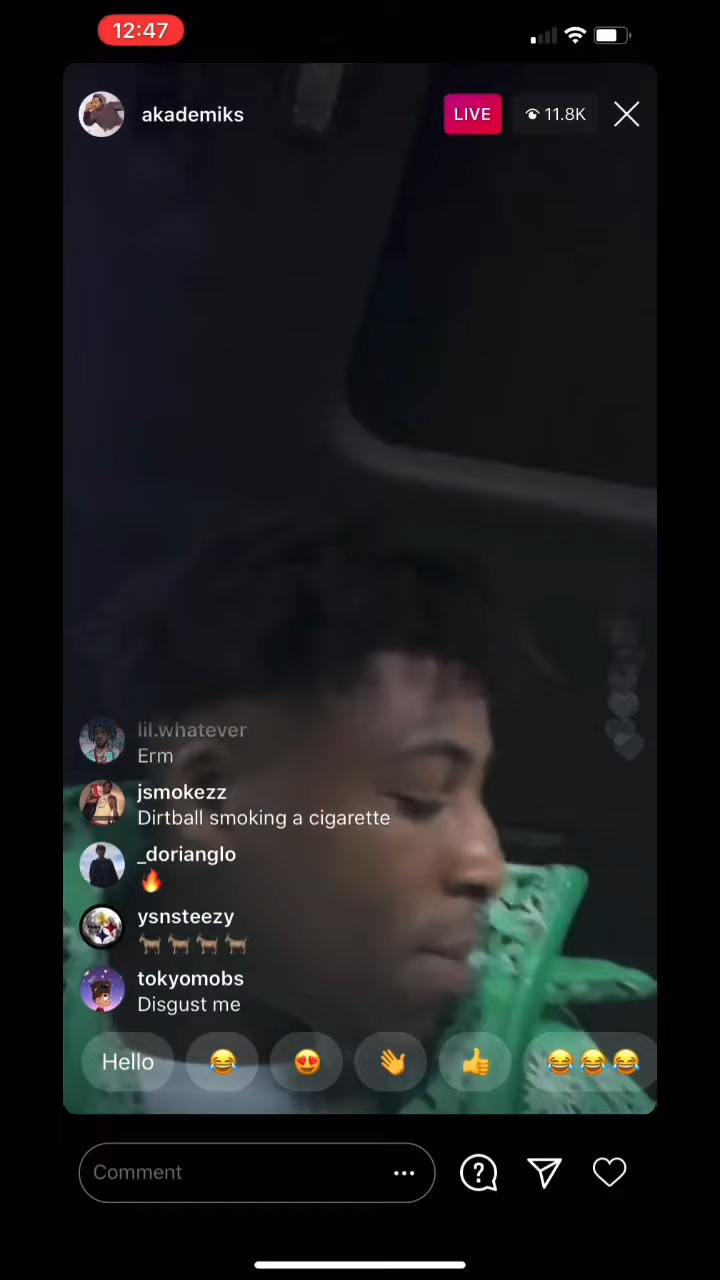 12:47
akademiks
LIVE
11.8K
lil.whatever
Erm
jsmokezz
Dirtball smoking a cigarette
_dorianglo
🔥
ysnsteezy
🐐 🐐 🐐 🐐
tokyomobs
Disgust me
Hello 😂 😍 👋 👍 😂 😂 😂
Comment